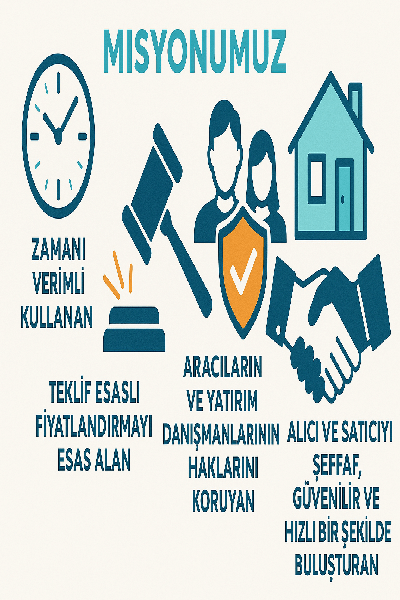 MISYONUMUZ
ZAMANI
VERİMLİ
KULLANAN
TEKLİF ESASLI
FİYATLANDIRMAYI
ESAS ALAN
ARACILARIN
VE YATIRIM
DANIŞMANLARININ
HAKLARINI
KORUYAN
ALICI VE SATICIYI
ŞEFFAF,
GÜVENİLİR VE
HIZLI BİR ŞEKİLDE
BULUŞTURAN